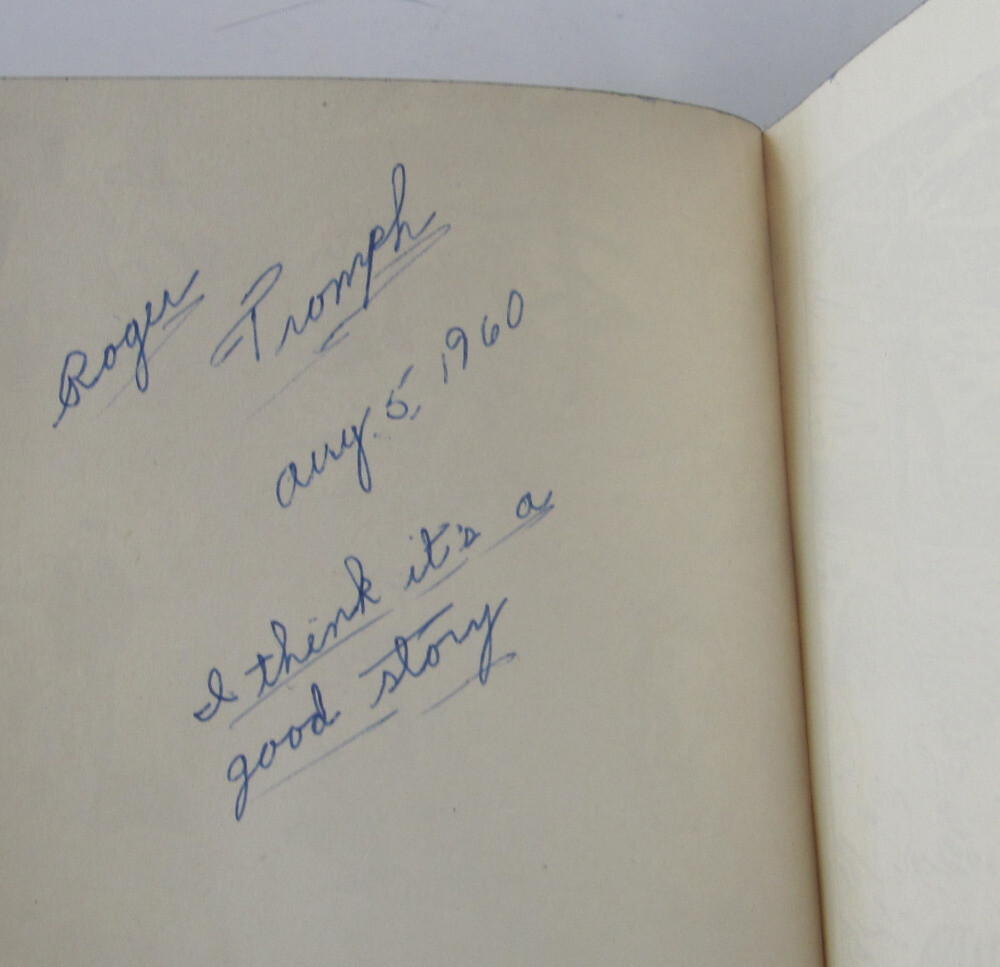 Roger Tromph
Aug. 5, 1960
I think it's a
good story